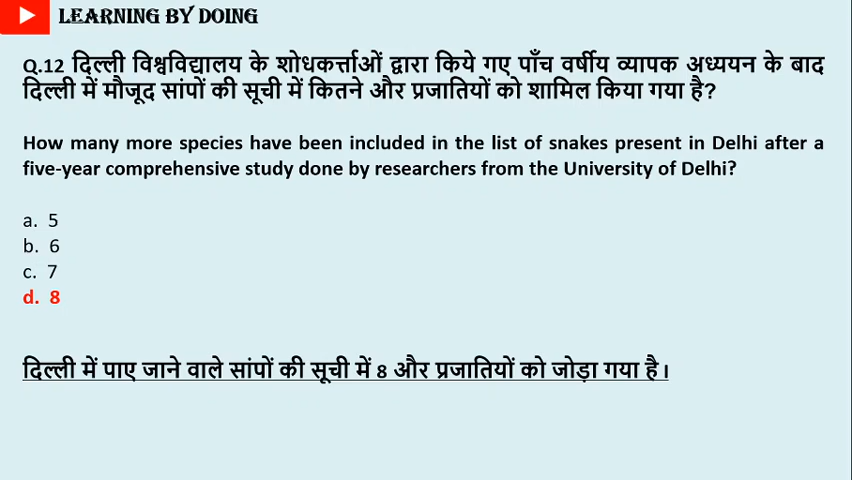 LEARNING BY DOING
Q.12 दिल्ली विश्वविद्यालय के शोधकर्त्ताओं द्वारा किये गए पाँच वर्षीय व्यापक अध्ययन के बाद
दिल्ली में मौजूद सांपों की सूची में कितने और प्रजातियों को शामिल किया गया है?
How many more species have been included in the list of snakes present in Delhi after a
five-year comprehensive study done by researchers from the University of Delhi?
a. 5
b. 6
c. 7
d. 8
दिल्ली में पाए जाने वाले सांपों की सूची में 8 और प्रजातियों को जोड़ा गया है।